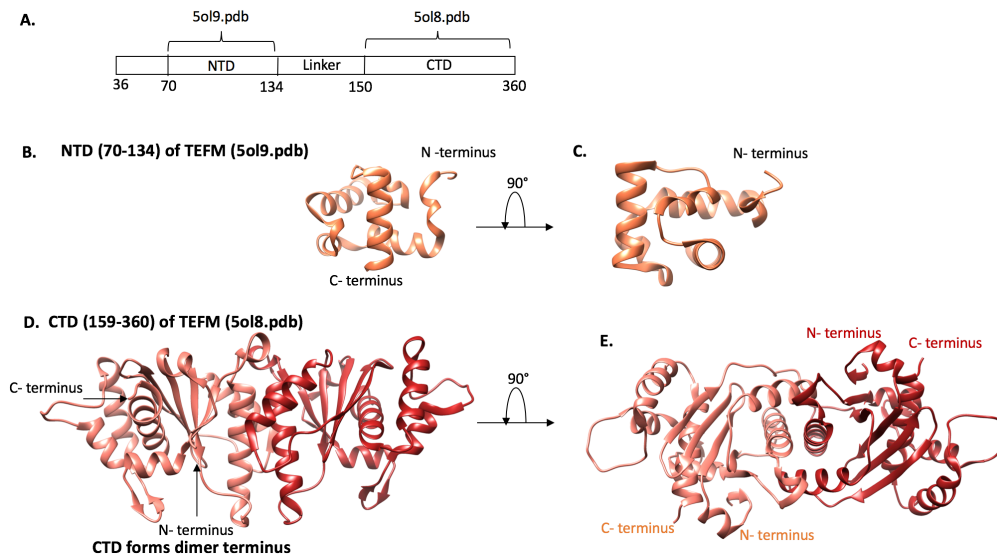 A.
5ol9.pdb
5ol8.pdb
NTD
Linker
CTD
36
70
134
150
360
B.
NTD (70-134) of TEFM (5ol9.pdb)
N -terminus
90°
C- terminus
C.
N- terminus
D. CTD (159-360) of TEFM (5ol8.pdb)
C- terminus
N- terminus
CTD forms dimer terminus
90°
E.
N- terminus
C- terminus
C- terminus
N- terminus